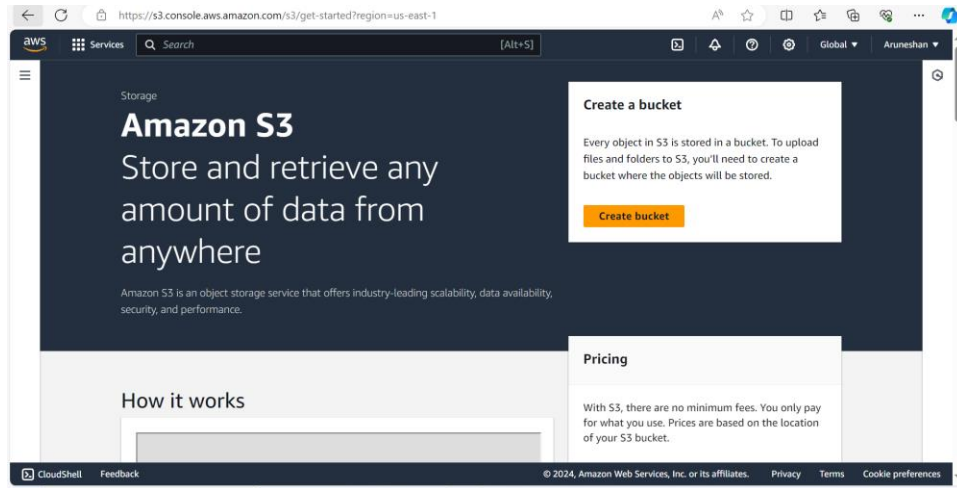 https://s3.console.aws.amazon.com/s3/get-started?region=us-east-1
aws Services Search [Alt+S] Global Aruneshan
Storage
Amazon S3
Store and retrieve any
amount of data from
anywhere
Amazon S3 is an object storage service that offers industry-leading scalability, data availability,
security, and performance.
Create a bucket
Every object in S3 is stored in a bucket. To upload
files and folders to S3, you'll need to create a
bucket where the objects will be stored.
Create bucket
Pricing
With S3, there are no minimum fees. You only pay
for what you use. Prices are based on the location
of your S3 bucket.
How it works
CloudShell Feedback © 2024, Amazon Web Services, Inc. or its affiliates. Privacy Terms Cookie preferences